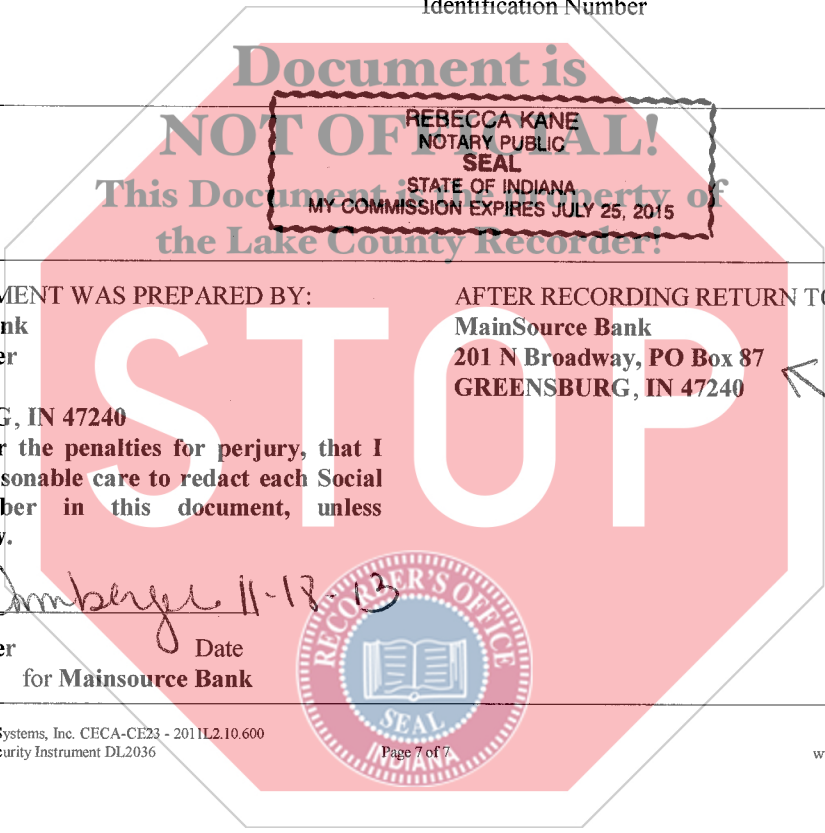 Identification Number
Document is
NOT OFFICIAL!
This Document is the property of
the Lake County Recorder!
REBECCA KANE
NOTARY PUBLIC
SEAL
STATE OF INDIANA
MY COMMISSION EXPIRES JULY 25, 2015
MENT WAS PREPARED BY:
nk
er
G, IN 47240
r the penalties for perjury, that I
sonable care to redact each Social
ber in this document, unless
y.
11-18-13
er Date
for Mainsource Bank
AFTER RECORDING RETURN TO
MainSource Bank
201 N Broadway, PO Box 87
GREENSBURG, IN 47240
STOP
RECORDER'S OFFICE
SEAL
INDIANA
Systems, Inc. CECA-CE23 - 2011L2.10.600
curity Instrument DL2036
Page 7 of 7
w